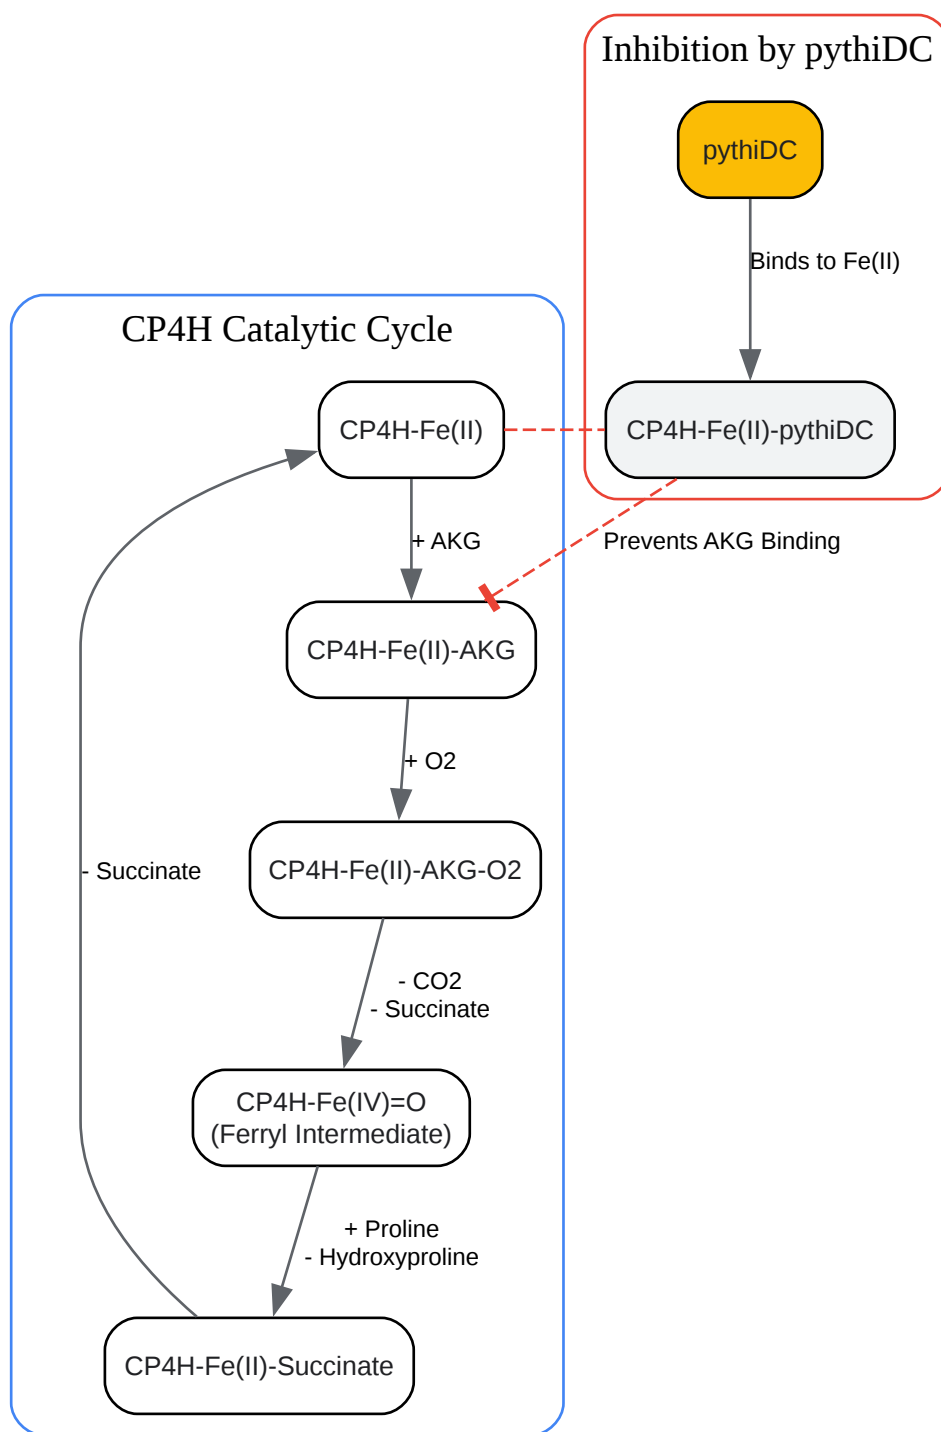 Inhibition by pythiDC
pythiDC
Binds to Fe(II)
CP4H Catalytic Cycle
CP4H-Fe(II)
CP4H-Fe(II)-pythiDC
+ AKG
Prevents AKG Binding
CP4H-Fe(II)-AKG
+ O2
CP4H-Fe(II)-AKG-O2
- Succinate
- CO2
- Succinate
CP4H-Fe(IV)=O
(Ferryl Intermediate)
+ Proline
- Hydroxyproline
CP4H-Fe(II)-Succinate